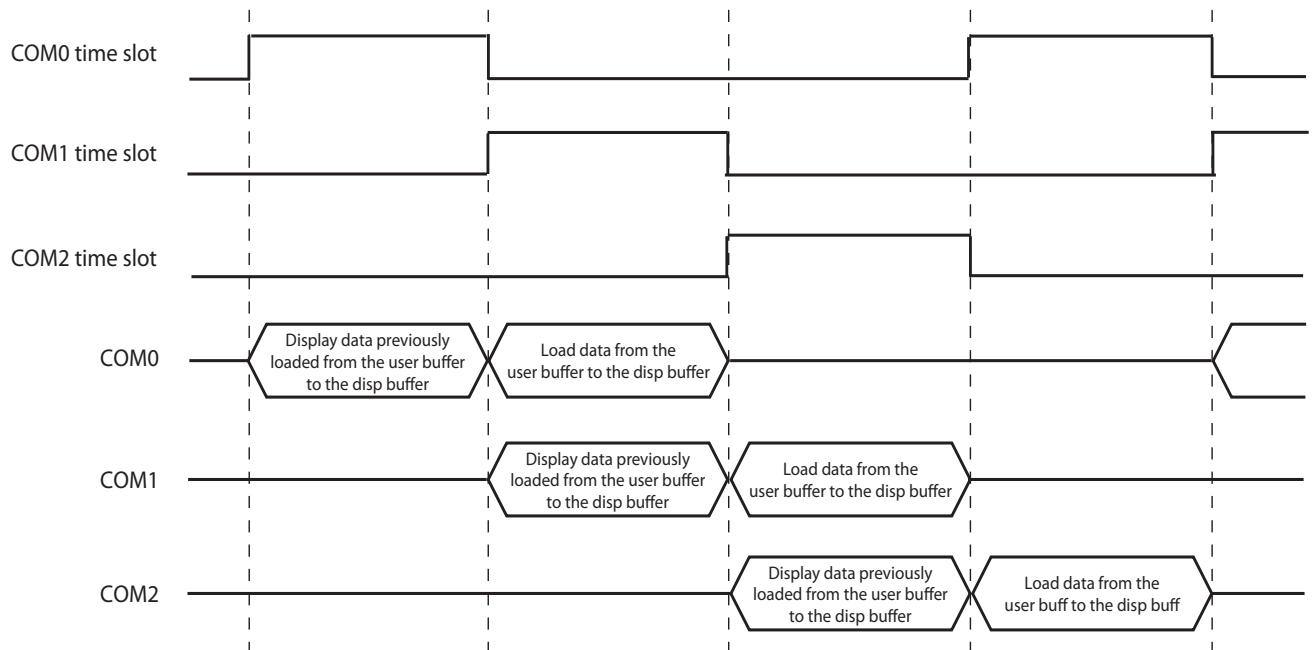 COM0 time slot
COM1 time slot
COM2 time slot
COM0
Display data previously
loaded from the user buffer
to the disp buffer
Load data from the
user buffer to the disp buffer
COM1
Display data previously
loaded from the user buffer
to the disp buffer
Load data from the
user buffer to the disp buffer
COM2
Display data previously
loaded from the user buffer
to the disp buffer
Load data from the
user buff to the disp buff